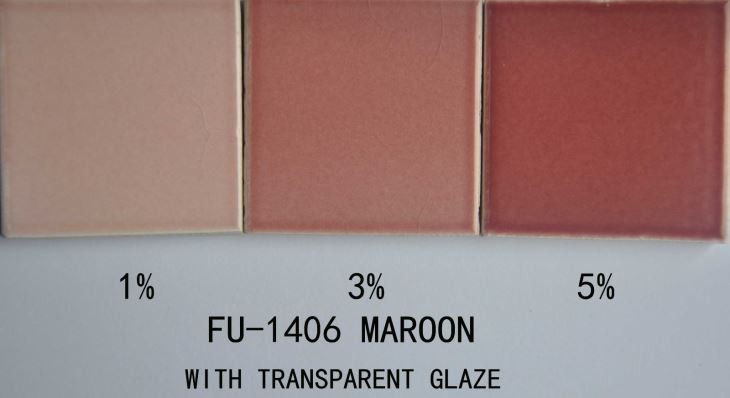 1% 3% 5%
FU-1406 MAROON
WITH TRANSPARENT GLAZE